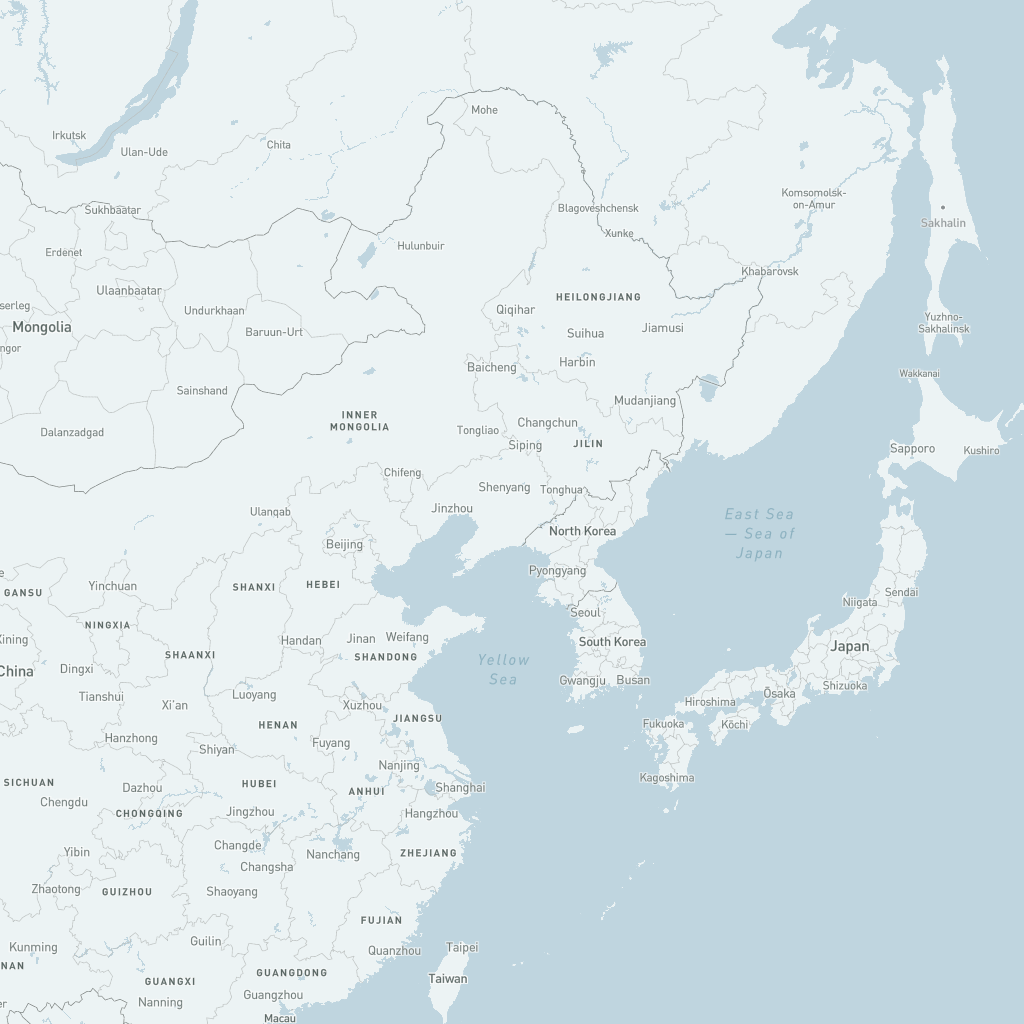 Mohe
Irkutsk
Ulan-Ude
Chita
Komsomolsk-
on-Amur
Sukhbaatar
Blagoveshchensk
Sakhalin
Xunke
Erdenet
Hulunbuir
Khabarovsk
Ulaanbaatar
HEILONGJIANG
serleg
Undurkhaan
Qiqihar
Yuzhno-
Sakhalinsk
Mongolia
Baruun-Urt
Suihua
Jiamusi
ngor
Harbin
Baicheng
Wakkanai
Sainshand
Mudanjiang
INNER
MONGOLIA
Changchun
Dalanzadgad
Tongliao
Siping
JILIN
Sapporo
Kushiro
Chifeng
Shenyang
Tonghua
Ulanqab
Jinzhou
East Sea
— Sea of
Japan
North Korea
Beijing
Pyongyang
e
GANSU
Yinchuan
SHANXI
HEBEI
Sendai
Niigata
Seoul
NINGXIA
Xining
Handan
Jinan
Weifang
South Korea
Japan
SHAANXI
SHANDONG
Yellow
Sea
China
Dingxi
Gwangju
Busan
Shizuoka
Tianshui
Luoyang
Ōsaka
Xi'an
Xuzhou
Hiroshima
JIANGSU
HENAN
Fukuoka
Kōchi
Hanzhong
Shiyan
Fuyang
Nanjing
Kagoshima
SICHUAN
Dazhou
HUBEI
ANHUI
Shanghai
Chengdu
CHONGQING
Jingzhou
Hangzhou
Changde
Yibin
Nanchang
ZHEJIANG
Changsha
Zhaotong
GUIZHOU
Shaoyang
FUJIAN
Guilin
Kunming
Quanzhou
Taipei
NAN
GUANGXI
GUANGDONG
Taiwan
Guangzhou
Nanning
er
Macau